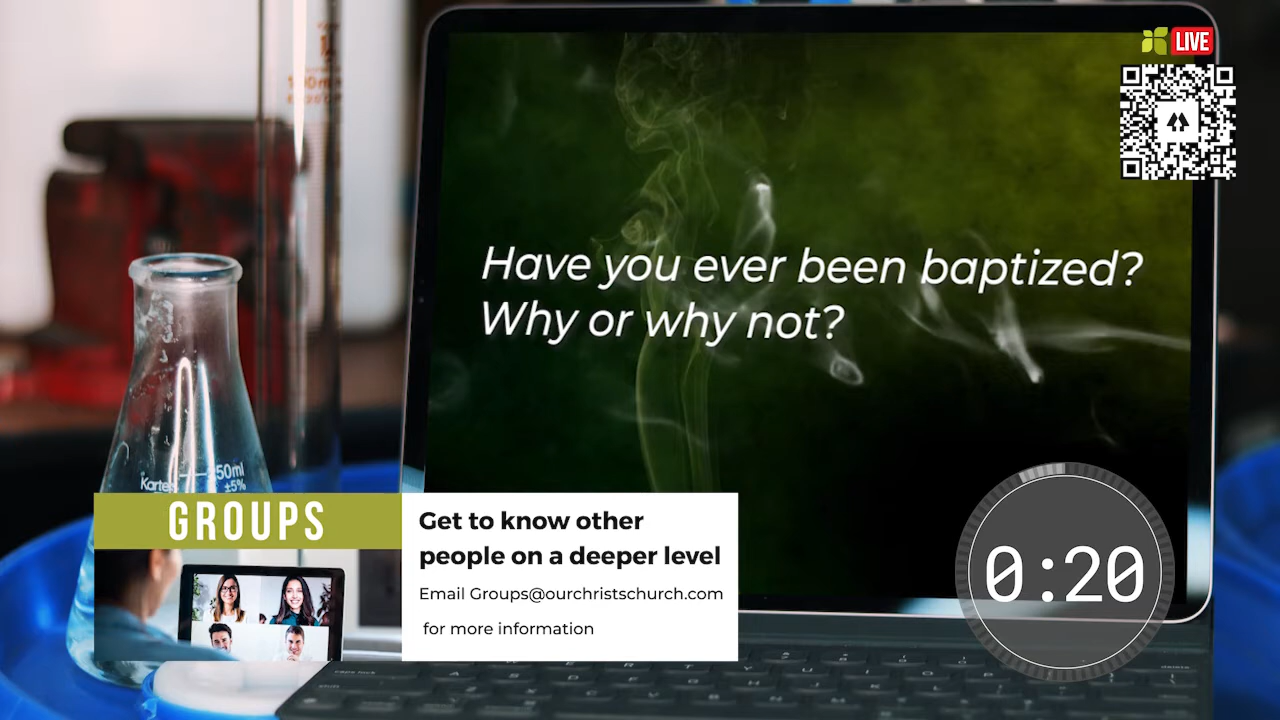 LIVE
Have you ever been baptized?
Why or why not?
50ml
±5%
GROUPS
Get to know other
people on a deeper level
Email Groups@ourchristschurch.com
for more information
0:20